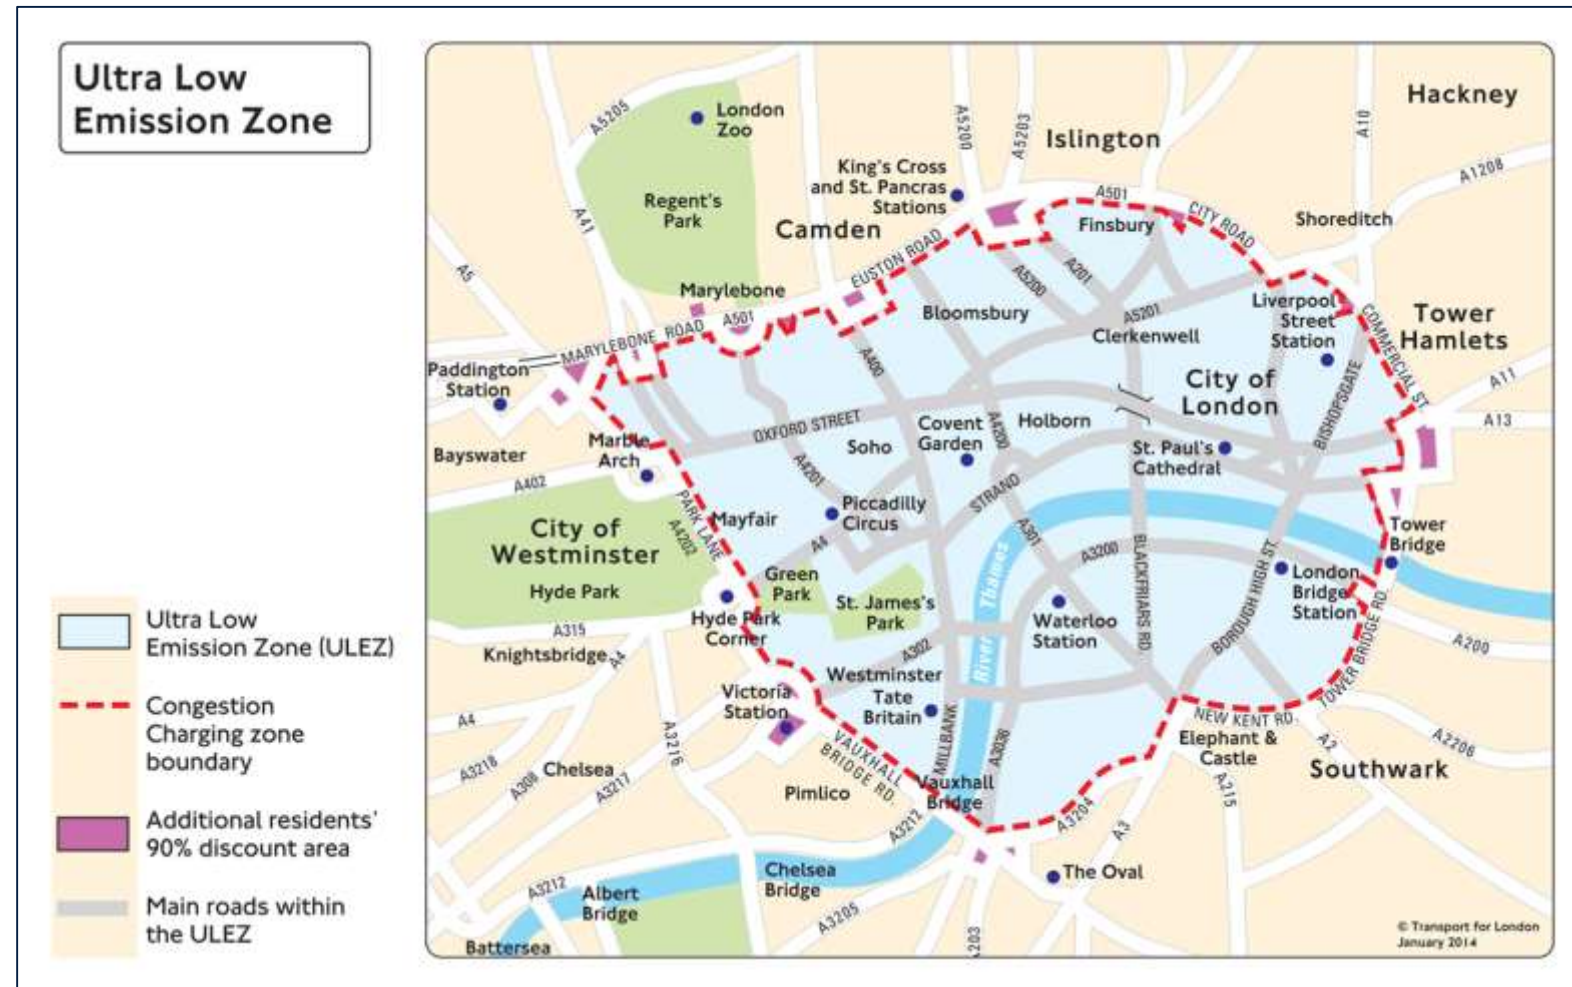 Ultra Low
Emission Zone
Ultra Low
Emission Zone (ULEZ)
Congestion
Charging zone
boundary
Additional residents'
90% discount area
Main roads within
the ULEZ
Hackney
A5205
London
Zoo
A5200
A5203
Islington
A10
A1208
King's Cross
and St. Pancras
Stations
A501
Regent's
Park
Camden
Finsbury
CITY ROAD
Shoreditch
A41
EUSTON ROAD
A5
A5200
A201
Marylebone
Bloomsbury
A5201
Clerkenwell
Liverpool
Street
Station
COMMERCIAL ST.
Tower
Hamlets
MARYLEBONE ROAD
A501
Paddington
Station
A400
City of
London
BISHOPSGATE
A11
A13
OXFORD STREET
Soho
Covent
Garden
A4200
Holborn
Marble
Arch
Bayswater
A402
A4201
St. Paul's
Cathedral
PARK LANE
A4202
Mayfair
Piccadilly
Circus
STRAND
City of
Westminster
A4
A301
A3200
BLACKFRIARS RD
BOROUGH HIGH ST.
Tower
Bridge
Hyde Park
Green
Park
St. James's
Park
River Thames
London
Bridge
Station
Hyde Park
Corner
Waterloo
Station
TOWER BRIDGE RD.
A200
A315
Knightsbridge
A4
A302
Westminster
Tate
Britain
Victoria
Station
MILLBANK
A3036
NEW KENT RD.
Elephant &
Castle
A2
A2206
Southwark
A4
A3218
A308
A3217
A3216
Chelsea
VAUXHALL
BRIDGE RD.
Pimlico
Vauxhall
Bridge
A3212
A3204
A3
A215
A3212
Albert
Bridge
Chelsea
Bridge
A3205
The Oval
Battersea
A203
© Transport for London
January 2014